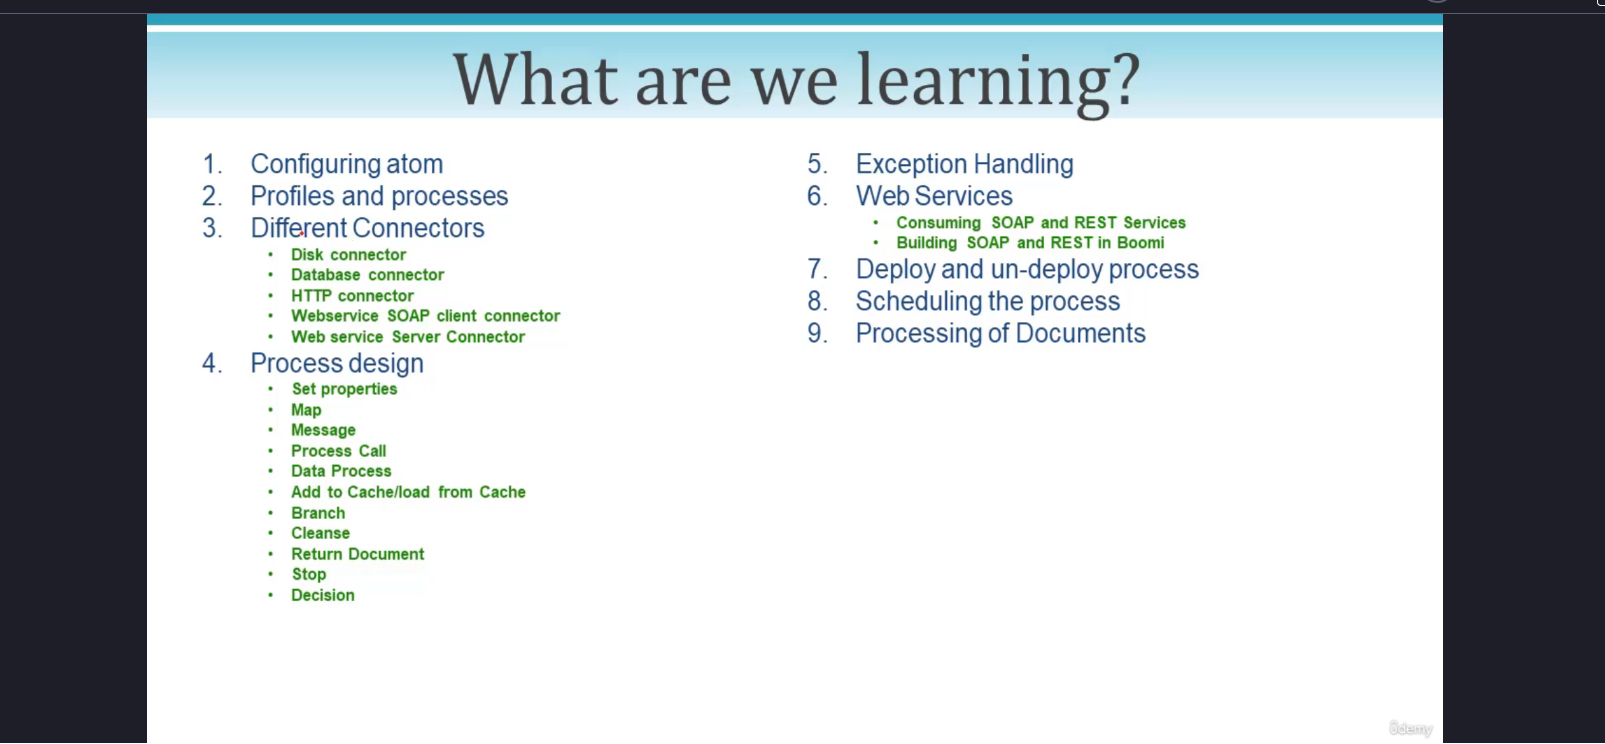 What are we learning?
1. Configuring atom
2. Profiles and processes
3. Different Connectors
• Disk connector
• Database connector
• HTTP connector
• Webservice SOAP client connector
• Web service Server Connector
4. Process design
• Set properties
• Map
• Message
• Process Call
• Data Process
• Add to Cache/load from Cache
• Branch
• Cleanse
• Return Document
• Stop
• Decision
5. Exception Handling
6. Web Services
• Consuming SOAP and REST Services
• Building SOAP and REST in Boomi
7. Deploy and un-deploy process
8. Scheduling the process
9. Processing of Documents
ûdemy